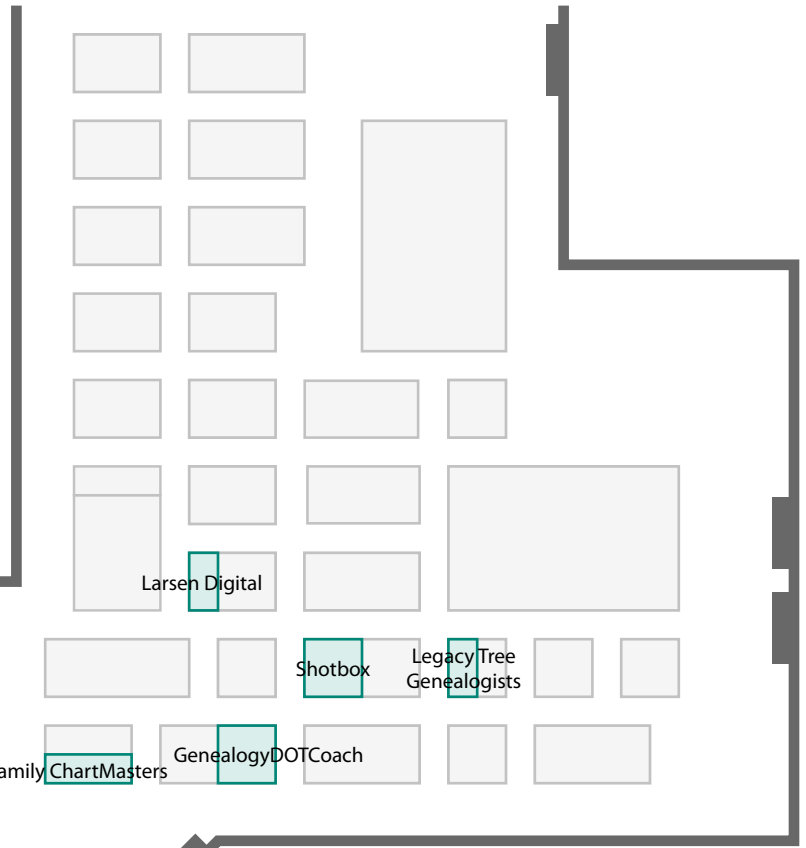 Larsen Digital
Shotbox
Legacy Tree
Genealogists
GenealogyDOTCoach
amily ChartMasters